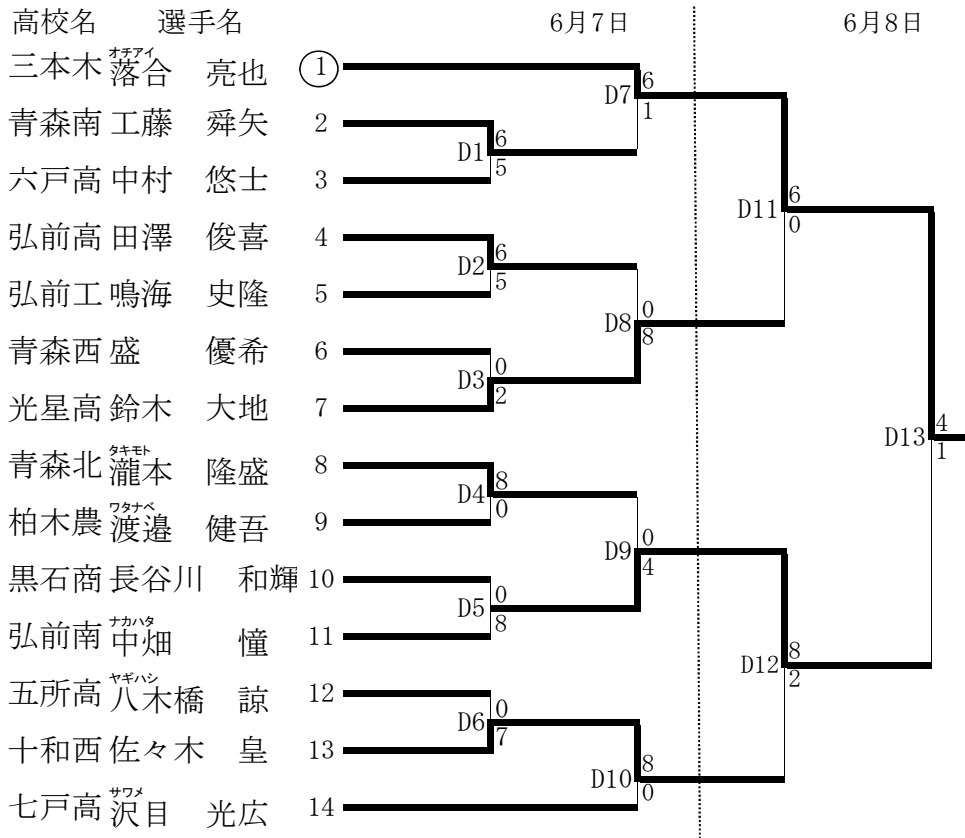 高校名 選手名 6月7日 6月8日
三本木 落合 亮也 オチアイ ①
青森南 工藤 舜矢 2
六戸高 中村 悠士 3
弘前高 田澤 俊喜 4
弘前工 鳴海 史隆 5
青森西 盛 優希 6
光星高 鈴木 大地 7
青森北 瀧本 隆盛 タキモト 8
柏木農 渡邉 健吾 ワタナベ 9
黒石商 長谷川 和輝 10
弘前南 中畑 憧 ナカハタ 11
五所高 八木橋 諒 ヤギハシ 12
十和西 佐々木 皇 13
七戸高 沢目 光広 サワメ 14
D1 6 5
D2 6 5
D3 0 2
D4 8 0
D5 0 8
D6 0 7
D7 6 1
D8 0 8
D9 0 4
D10 8 0
D11 6 0
D12 8 2
D13 4 1